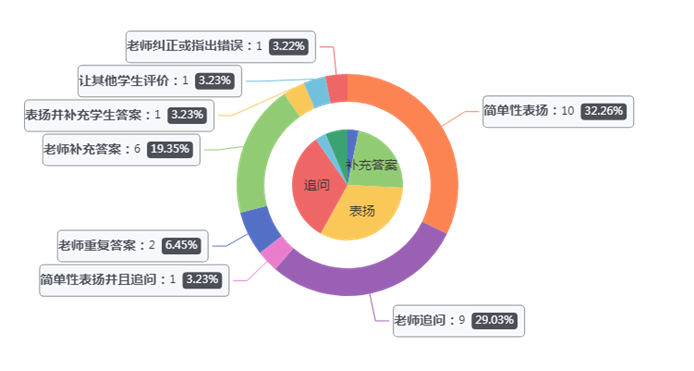 老师纠正或指出错误：1 3.22%
让其他学生评价：1 3.23%
简单性表扬：10 32.26%
表扬并补充学生答案：1 3.23%
老师补充答案：6 19.35%
补充答案
追问
表扬
老师重复答案：2 6.45%
简单性表扬并且追问：1 3.23%
老师追问：9 29.03%